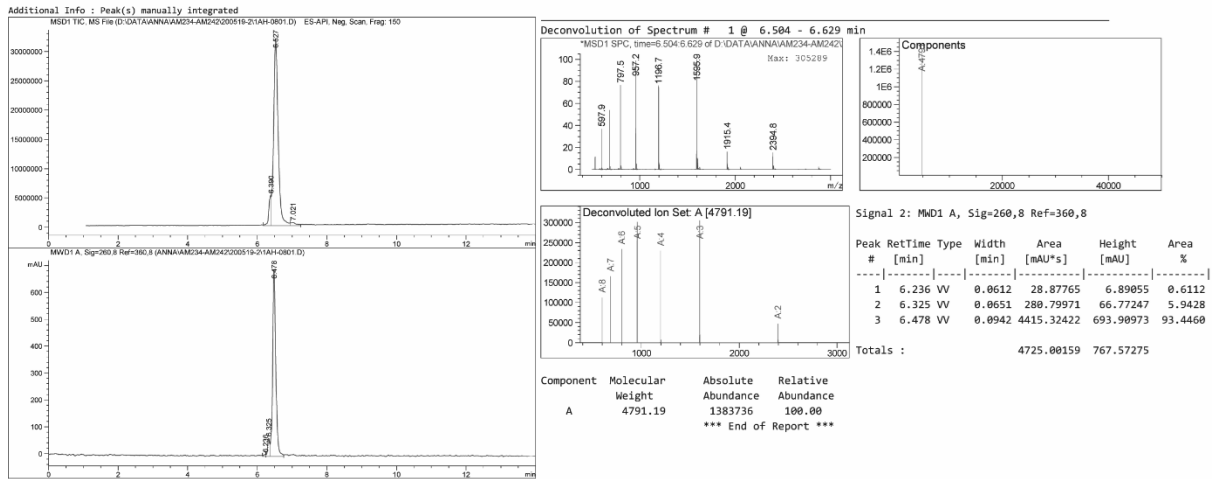 Additional Info : Peak(s) manually integrated
MSD1 TIC, MS File (D:\DATA\ANNA\AM234-AM242\200519-2\1AH-0801.D) ES-API, Neg, Scan, Frag: 150
30000000
25000000
20000000
15000000
10000000
5000000
0
6.527
6.390
7.021
0 2 4 6 8 10 12 min
MWD1 A, Sig=260,8 Ref=360,8 (ANNA\AM234-AM242\200519-2\1AH-0801.D)
mAU
600
500
400
300
200
100
0
6.478
6.236
6.325
0 2 4 6 8 10 12 min
Deconvolution of Spectrum # 1 @ 6.504 - 6.629 min
*MSD1 SPC, time=6.504:6.629 of D:\DATA\ANNA\AM234-AM242\
Max: 305289
100
80
60
40
20
0
597.9
797.5
957.2
1196.7
1595.9
1915.4
2394.8
1000 2000 m/z
Components
1.4E6
1.2E6
1E6
800000
600000
400000
200000
A:479
20000 40000
Deconvoluted Ion Set: A [4791.19]
300000
250000
200000
150000
100000
50000
0
A:8
A:7
A:6
A:5
A:4
A:3
A:2
1000 2000 3000
Component Molecular Absolute Relative
Weight Abundance Abundance
A 4791.19 1383736 100.00
*** End of Report ***
Signal 2: MWD1 A, Sig=260,8 Ref=360,8
Peak RetTime Type Width Area Height Area
# [min] [min] [mAU*s] [mAU] %
----|-------|----|-------|----------|----------|--------|
1 6.236 VV 0.0612 28.87765 6.89055 0.6112
2 6.325 VV 0.0651 280.79971 66.77247 5.9428
3 6.478 VV 0.0942 4415.32422 693.90973 93.4460
Totals : 4725.00159 767.57275